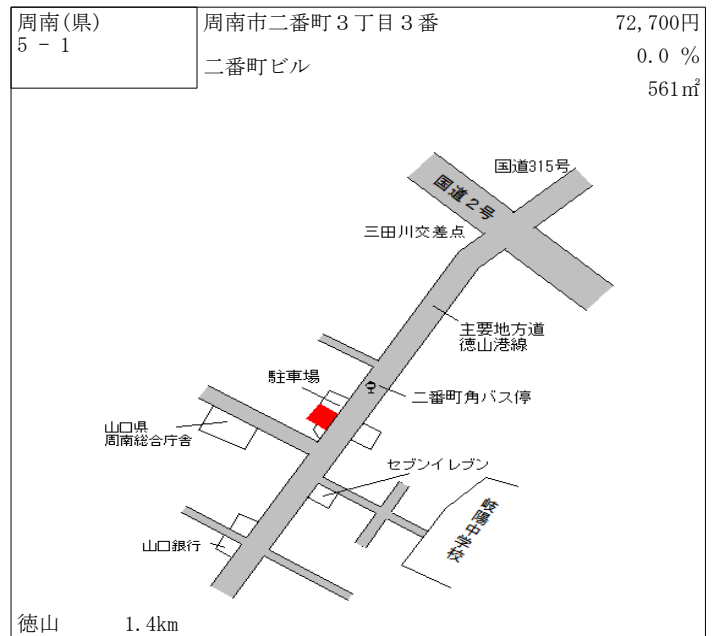 周南(県)
5 - 1
周南市二番町３丁目３番
二番町ビル
72,700円
0.0 %
561㎡
国道315号
国道２号
三田川交差点
主要地方道
徳山港線
駐車場
二番町角バス停
山口県
周南総合庁舎
セブンイレブン
岐陽中学校
山口銀行
徳山 1.4km